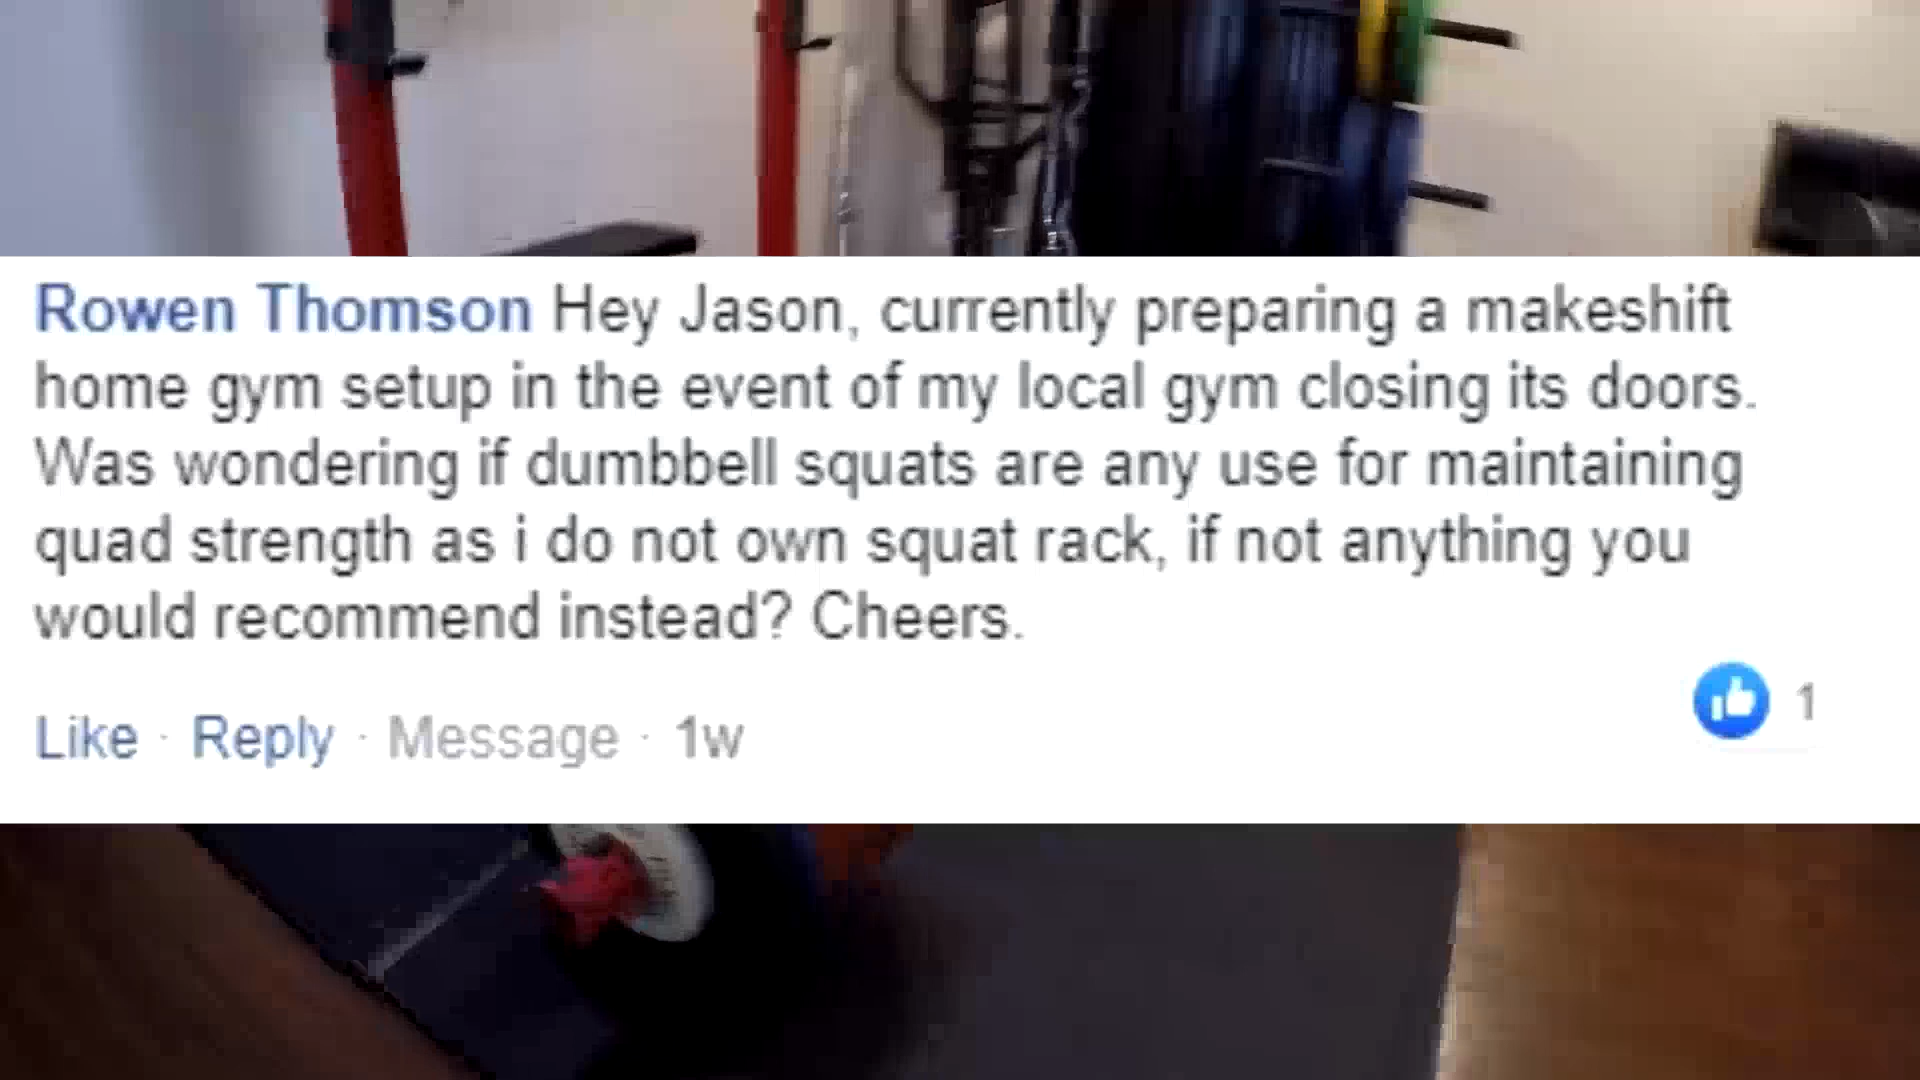 Rowen Thomson Hey Jason, currently preparing a makeshift
home gym setup in the event of my local gym closing its doors.
Was wondering if dumbbell squats are any use for maintaining
quad strength as i do not own squat rack, if not anything you
would recommend instead? Cheers.
1
Like · Reply · Message · 1w